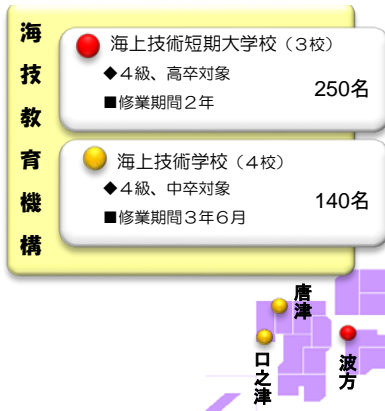 海技教育機構
海上技術短期大学校（3校）
◆4級、高卒対象
■修業期間2年
250名
海上技術学校（4校）
◆4級、中卒対象
■修業期間3年6月
140名
唐津
口之津
波方